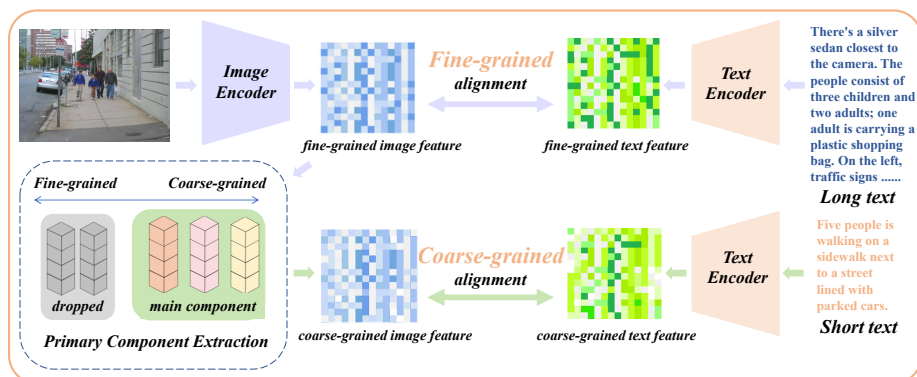 Image
Encoder
Fine-grained
alignment
Text
Encoder
There's a silver
sedan closest to
the camera. The
people consist of
three children and
two adults; one
adult is carrying a
plastic shopping
bag. On the left,
traffic signs ......
Long text
fine-grained image feature
fine-grained text feature
Fine-grained
Coarse-grained
dropped
main component
Primary Component Extraction
Coarse-grained
alignment
Text
Encoder
Five people is
walking on a
sidewalk next
to a street
lined with
parked cars.
Short text
coarse-grained image feature
coarse-grained text feature